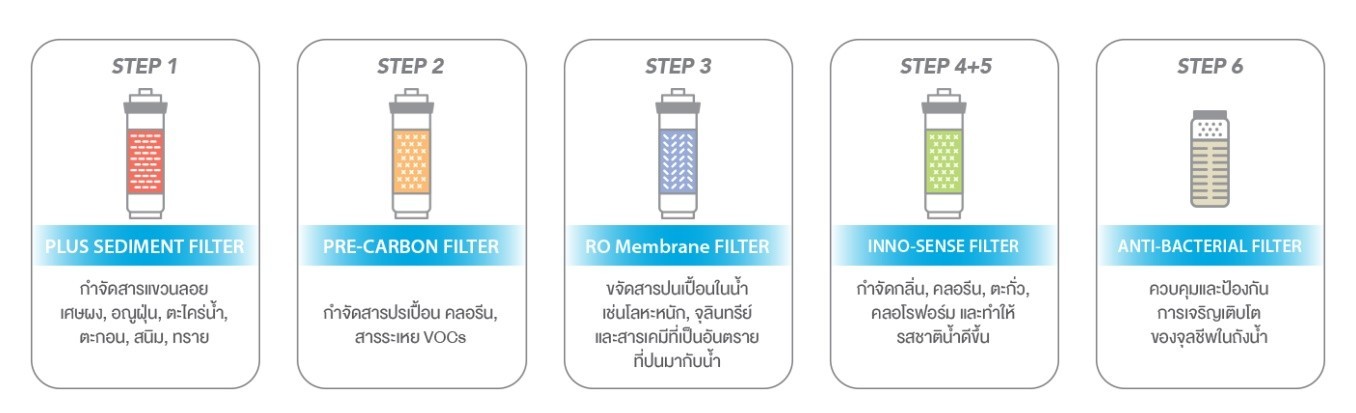 STEP 1
PLUS SEDIMENT FILTER
กำจัดสารแขวนลอย
เศษผง, อณูฝุ่น, ตะไคร่น้ำ,
ตะกอน, สนิม, ทราย
STEP 2
PRE-CARBON FILTER
กำจัดสารปรเปื้อน คลอรีน,
สารระเหย VOCs
STEP 3
RO Membrane FILTER
ขจัดสารปนเปื้อนในน้ำ
เช่นโลหะหนัก, จุลินทรีย์
และสารเคมีที่เป็นอันตราย
ที่ปนมากับน้ำ
STEP 4+5
INNO-SENSE FILTER
กำจัดกลิ่น, คลอรีน, ตะกั่ว,
คลอโรฟอร์ม และทำให้
รสชาติน้ำดีขึ้น
STEP 6
ANTI-BACTERIAL FILTER
ควบคุมและป้องกัน
การเจริญเติบโต
ของจุลชีพในถังน้ำ